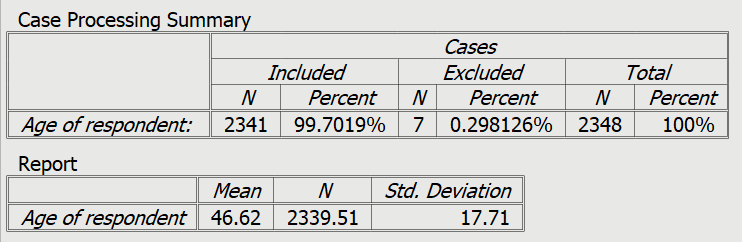 Case Processing Summary
Cases
Included Excluded Total
N Percent N Percent N Percent
Age of respondent: 2341 99.7019% 7 0.298126% 2348 100%
Report
Mean N Std. Deviation
Age of respondent 46.62 2339.51 17.71